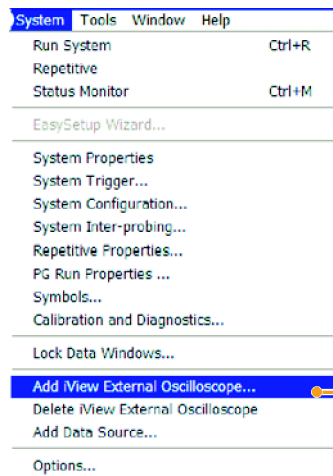 System Tools Window Help
Run System Ctrl+R
Repetitive
Status Monitor Ctrl+M
EasySetup Wizard...
System Properties
System Trigger...
System Configuration...
System Inter-probing...
Repetitive Properties...
PG Run Properties ...
Symbols...
Calibration and Diagnostics...
Lock Data Windows...
Add iView External Oscilloscope...
Delete iView External Oscilloscope
Add Data Source...
Options...